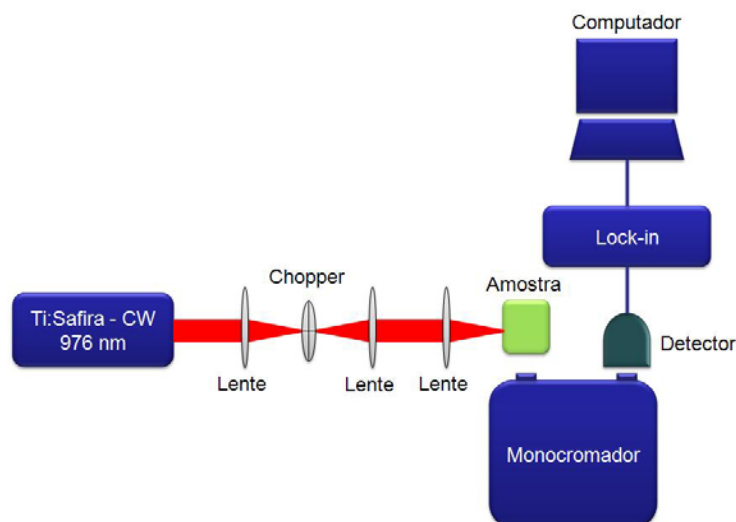 Computador
Lock-in
Chopper
Amostra
Ti:Safira - CW
976 nm
Detector
Lente
Lente
Lente
Monocromador